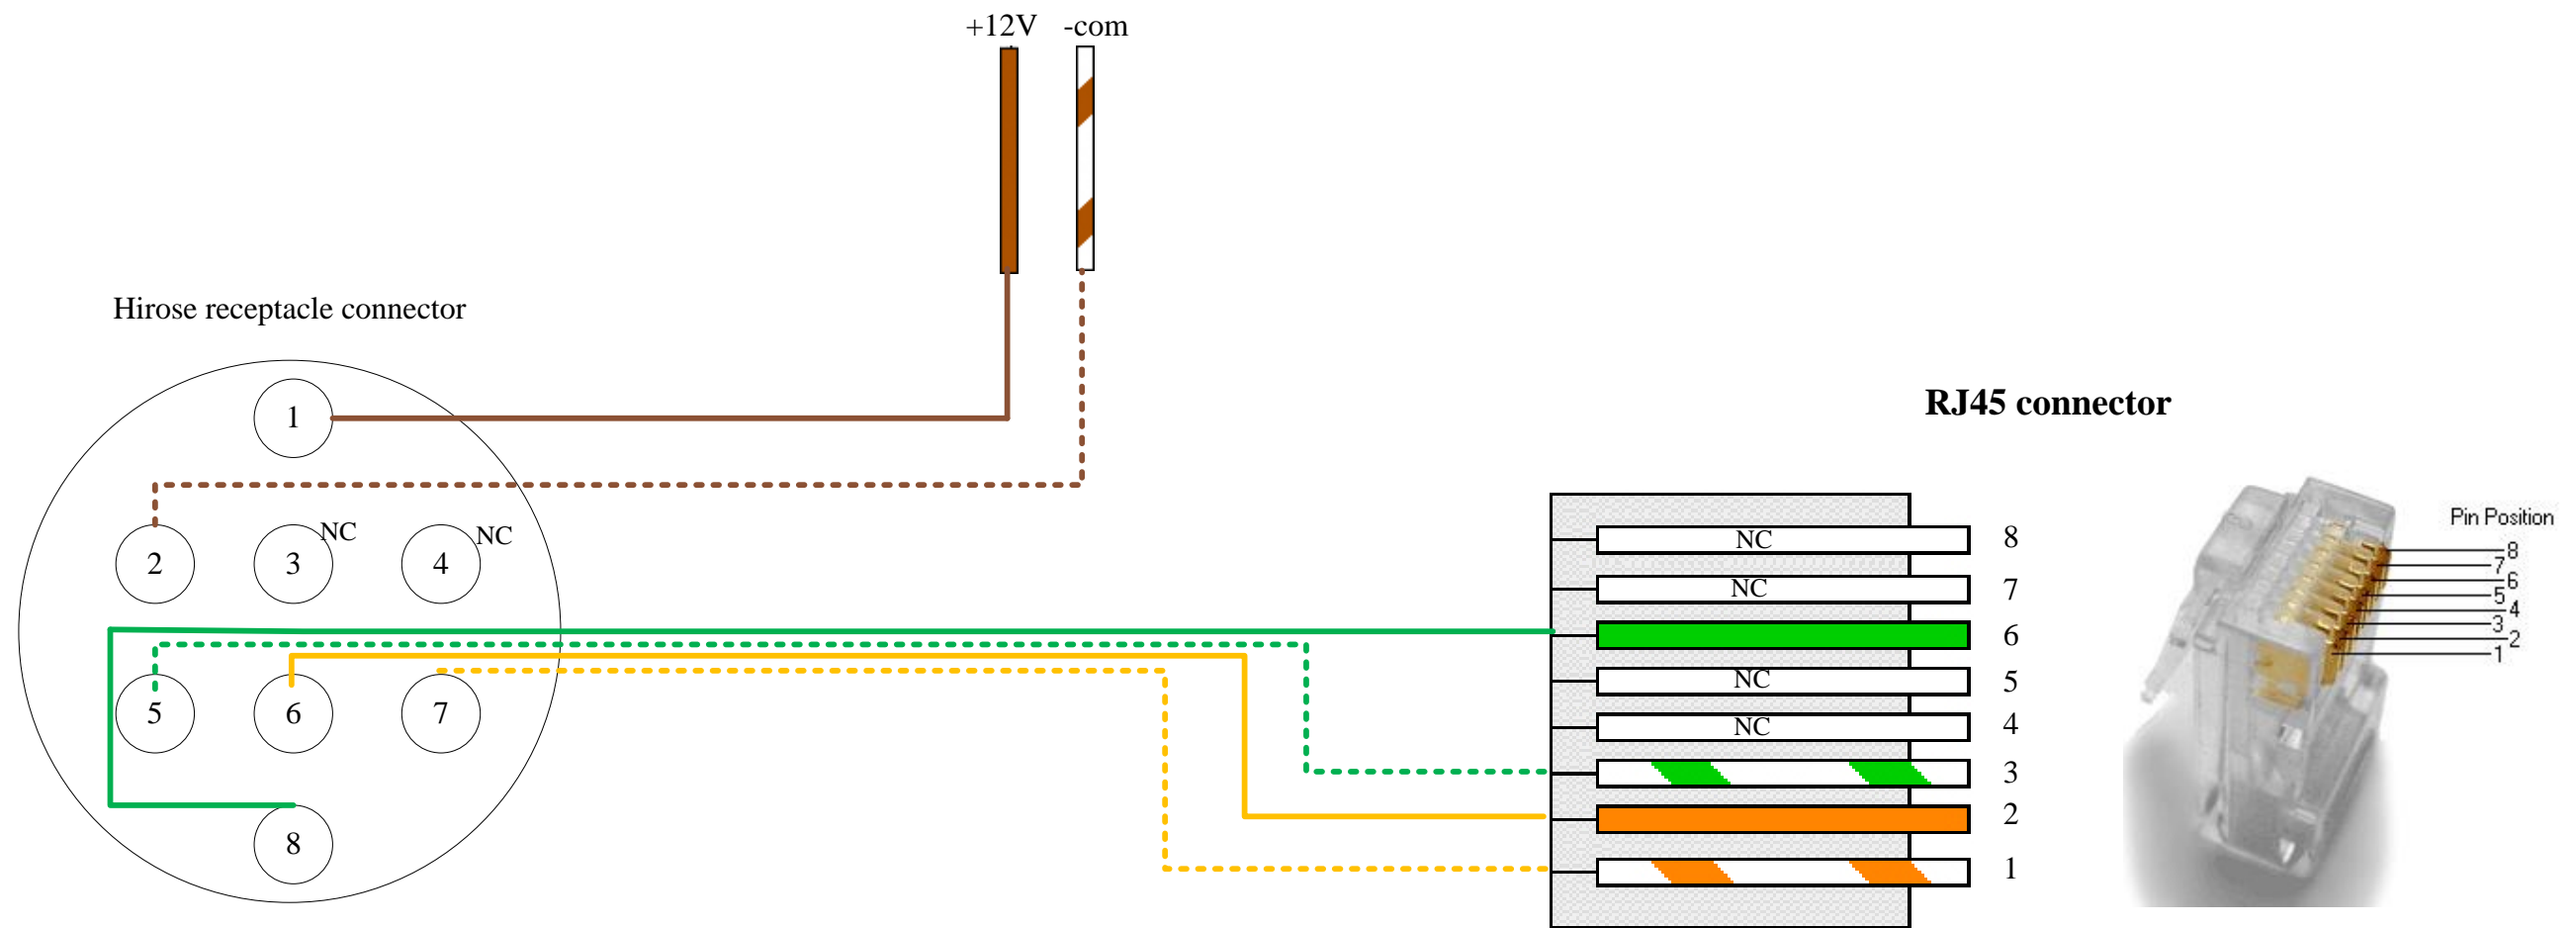 +12V -com
Hirose receptacle connector
RJ45 connector
1
2
3
NC
4
NC
5
6
7
8
NC 8
NC 7
6
NC 5
NC 4
3
2
1
Pin Position
8
7
6
5
4
3
2
1